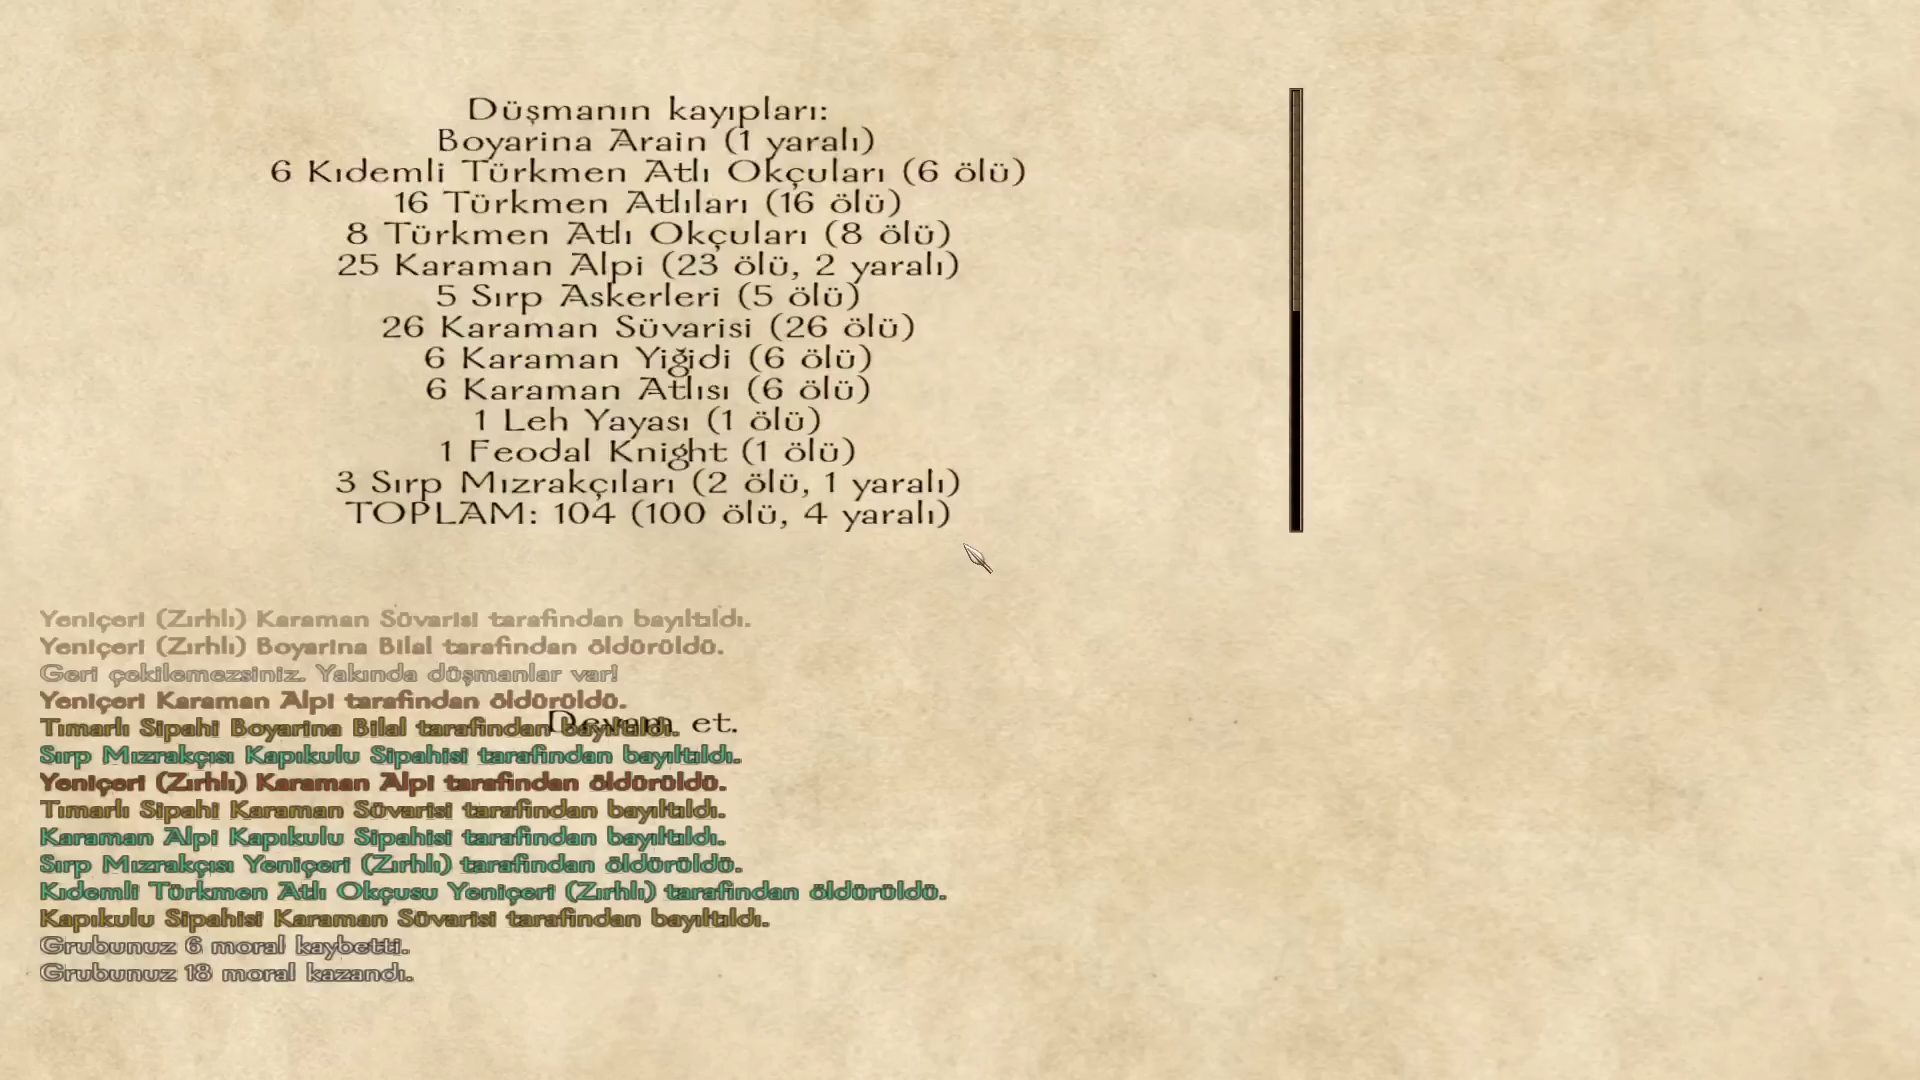 Düşmanın kayıpları:
Boyarina Arain (1 yaralı)
6 Kıdemli Türkmen Atlı Okçuları (6 ölü)
16 Türkmen Atlıları (16 ölü)
8 Türkmen Atlı Okçuları (8 ölü)
25 Karaman Alpi (23 ölü, 2 yaralı)
5 Sırp Askerleri (5 ölü)
26 Karaman Süvarisi (26 ölü)
6 Karaman Yiğidi (6 ölü)
6 Karaman Atlısı (6 ölü)
1 Leh Yayası (1 ölü)
1 Feodal Knight (1 ölü)
3 Sırp Mızrakçıları (2 ölü, 1 yaralı)
TOPLAM: 104 (100 ölü, 4 yaralı)
Yeniçeri (Zırhlı) Karaman Süvarisi tarafından bayıltıldı.
Yeniçeri (Zırhlı) Boyarina Bilal tarafından öldürüldü.
Geri çekilemezsiniz. Yakında düşmanlar var!
Yeniçeri Karaman Alpi tarafından öldürüldü.
Tımarlı Sipahi Boyarina Bilal tarafından bayıltıldı.
Devam et.
Sırp Mızrakçısı Kapıkulu Sipahisi tarafından bayıltıldı.
Yeniçeri (Zırhlı) Karaman Alpi tarafından öldürüldü.
Tımarlı Sipahi Karaman Süvarisi tarafından bayıltıldı.
Karaman Alpi Kapıkulu Sipahisi tarafından bayıltıldı.
Sırp Mızrakçısı Yeniçeri (Zırhlı) tarafından öldürüldü.
Kıdemli Türkmen Atlı Okçusu Yeniçeri (Zırhlı) tarafından öldürüldü.
Kapıkulu Sipahisi Karaman Süvarisi tarafından bayıltıldı.
Grubunuz 6 moral kaybetti.
Grubunuz 18 moral kazandı.